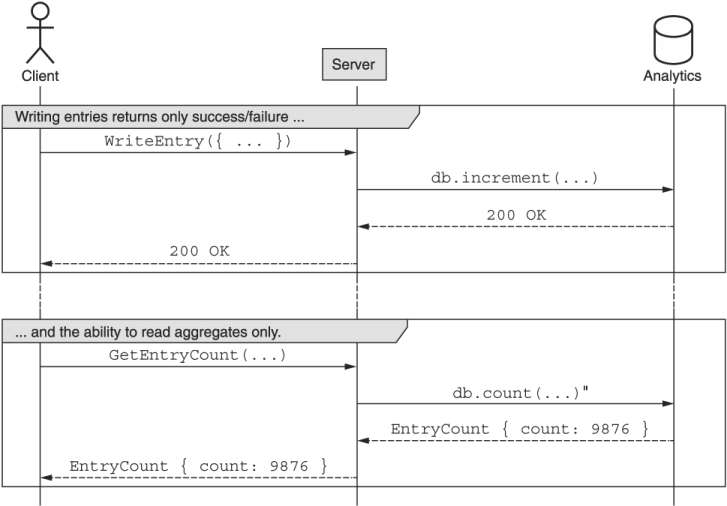 Client
Server
Analytics
Writing entries returns only success/failure ...
WriteEntry({ ... })
db.increment(...)
200 OK
200 OK
... and the ability to read aggregates only.
GetEntryCount(...)
db.count(...)"
EntryCount { count: 9876 }
EntryCount { count: 9876 }